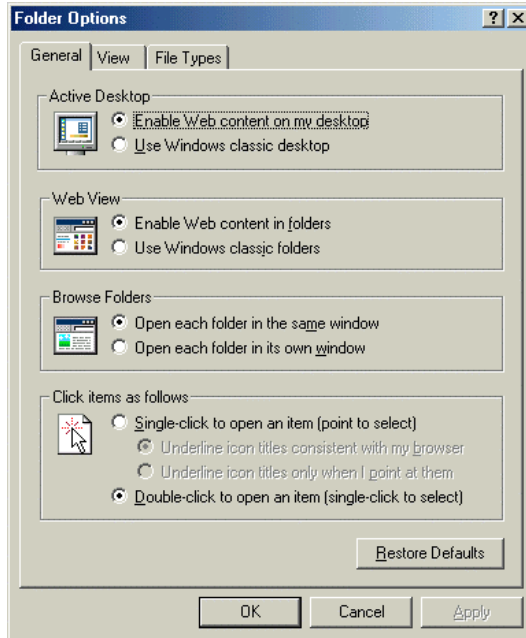 Folder Options
General View File Types
Active Desktop
Enable Web content on my desktop
Use Windows classic desktop
Web View
Enable Web content in folders
Use Windows classic folders
Browse Folders
Open each folder in the same window
Open each folder in its own window
Click items as follows
Single-click to open an item (point to select)
Underline icon titles consistent with my browser
Underline icon titles only when I point at them
Double-click to open an item (single-click to select)
Restore Defaults
OK Cancel Apply